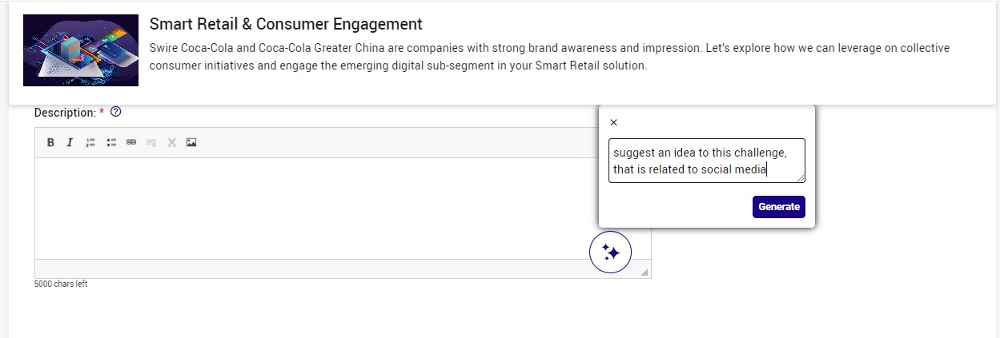 Smart Retail & Consumer Engagement
Swire Coca-Cola and Coca-Cola Greater China are companies with strong brand awareness and impression. Let's explore how we can leverage on collective
consumer initiatives and engage the emerging digital sub-segment in your Smart Retail solution.
Description: *
suggest an idea to this challenge,
that is related to social media
Generate
5000 chars left